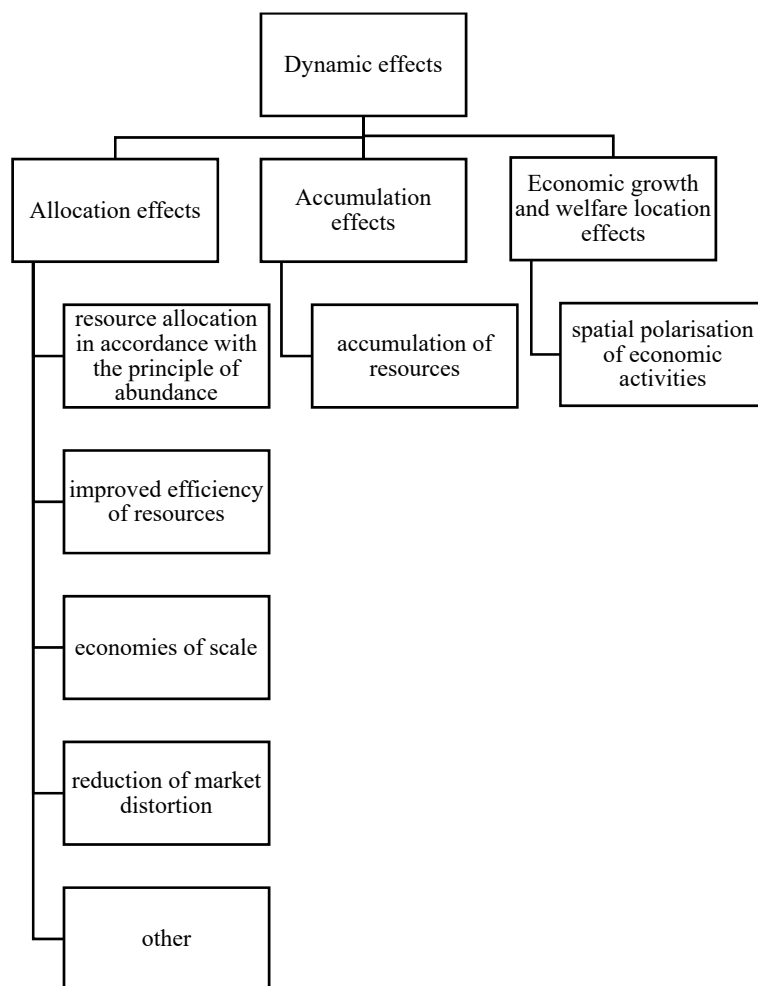 Dynamic effects
Allocation effects
Accumulation
effects
Economic growth
and welfare location
effects
resource allocation
in accordance with
the principle of
abundance
accumulation of
resources
spatial polarisation
of economic
activities
improved efficiency
of resources
economies of scale
reduction of market
distortion
other